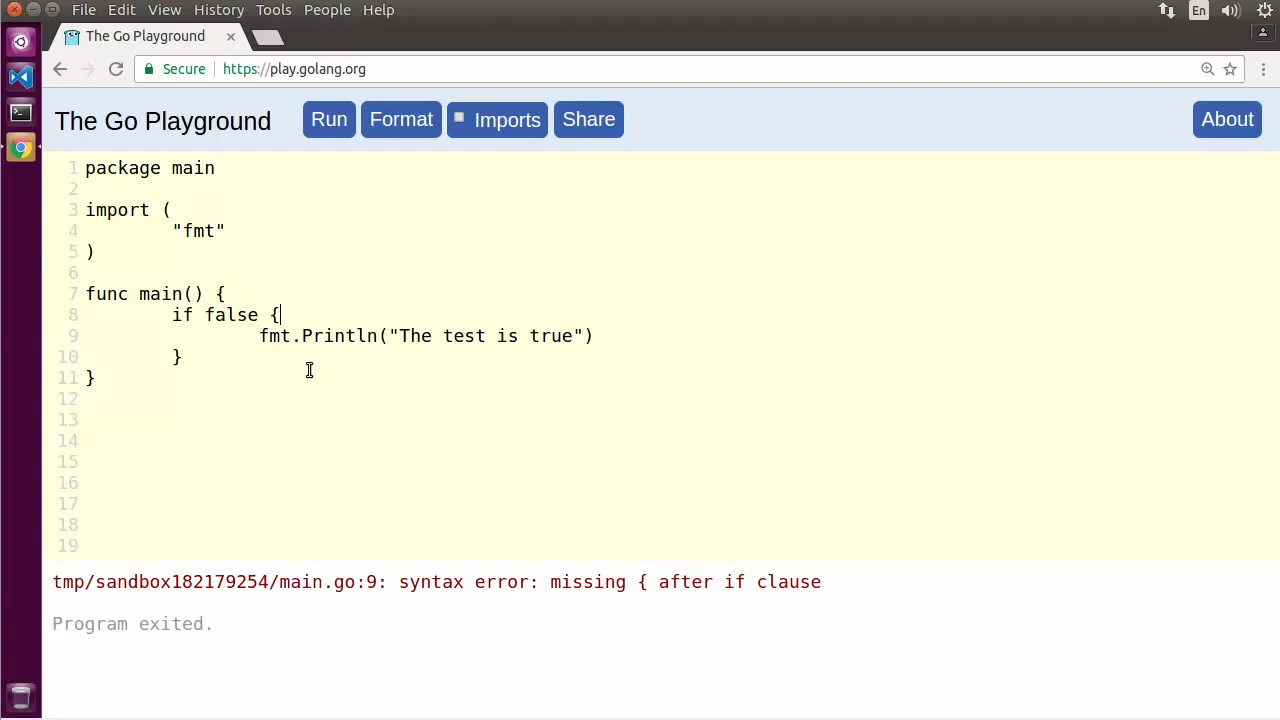 File Edit View History Tools People Help
En
The Go Playground
Secure https://play.golang.org
The Go Playground Run Format Imports Share About
1 package main
2
3 import (
4 "fmt"
5 )
6
7 func main() {
8 if false {
9 fmt.Println("The test is true")
10 }
11 }
12
13
14
15
16
17
18
19
tmp/sandbox182179254/main.go:9: syntax error: missing { after if clause
Program exited.